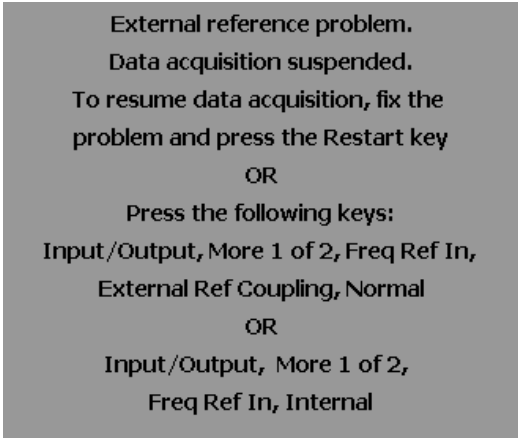 External reference problem.
Data acquisition suspended.
To resume data acquisition, fix the
problem and press the Restart key
OR
Press the following keys:
Input/Output, More 1 of 2, Freq Ref In,
External Ref Coupling, Normal
OR
Input/Output, More 1 of 2,
Freq Ref In, Internal